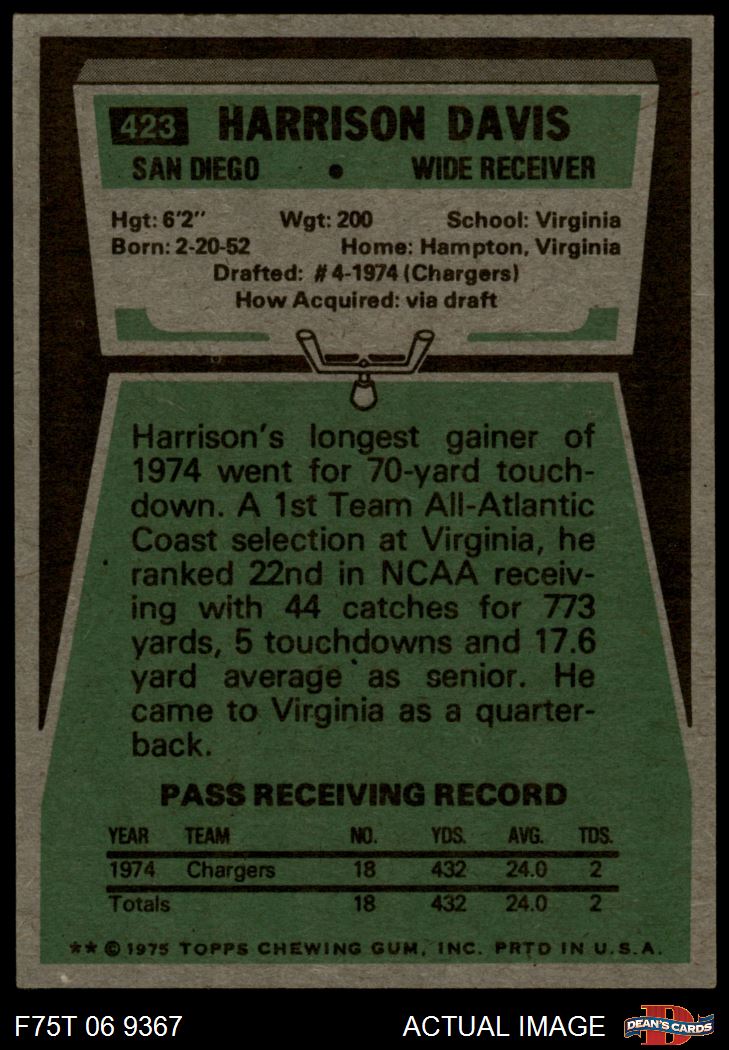 423 HARRISON DAVIS
SAN DIEGO • WIDE RECEIVER
Hgt: 6'2" Wgt: 200 School: Virginia
Born: 2-20-52 Home: Hampton, Virginia
Drafted: #4-1974 (Chargers)
How Acquired: via draft
Harrison's longest gainer of
1974 went for 70-yard touch-
down. A 1st Team All-Atlantic
Coast selection at Virginia, he
ranked 22nd in NCAA receiv-
ing with 44 catches for 773
yards, 5 touchdowns and 17.6
yard average as senior. He
came to Virginia as a quarter-
back.
PASS RECEIVING RECORD
YEAR TEAM NO. YDS. AVG. TDS.
1974 Chargers 18 432 24.0 2
Totals 18 432 24.0 2
** © 1975 TOPPS CHEWING GUM, INC. PRTD IN U.S.A.
F75T 06 9367 ACTUAL IMAGE DEAN'S CARDS